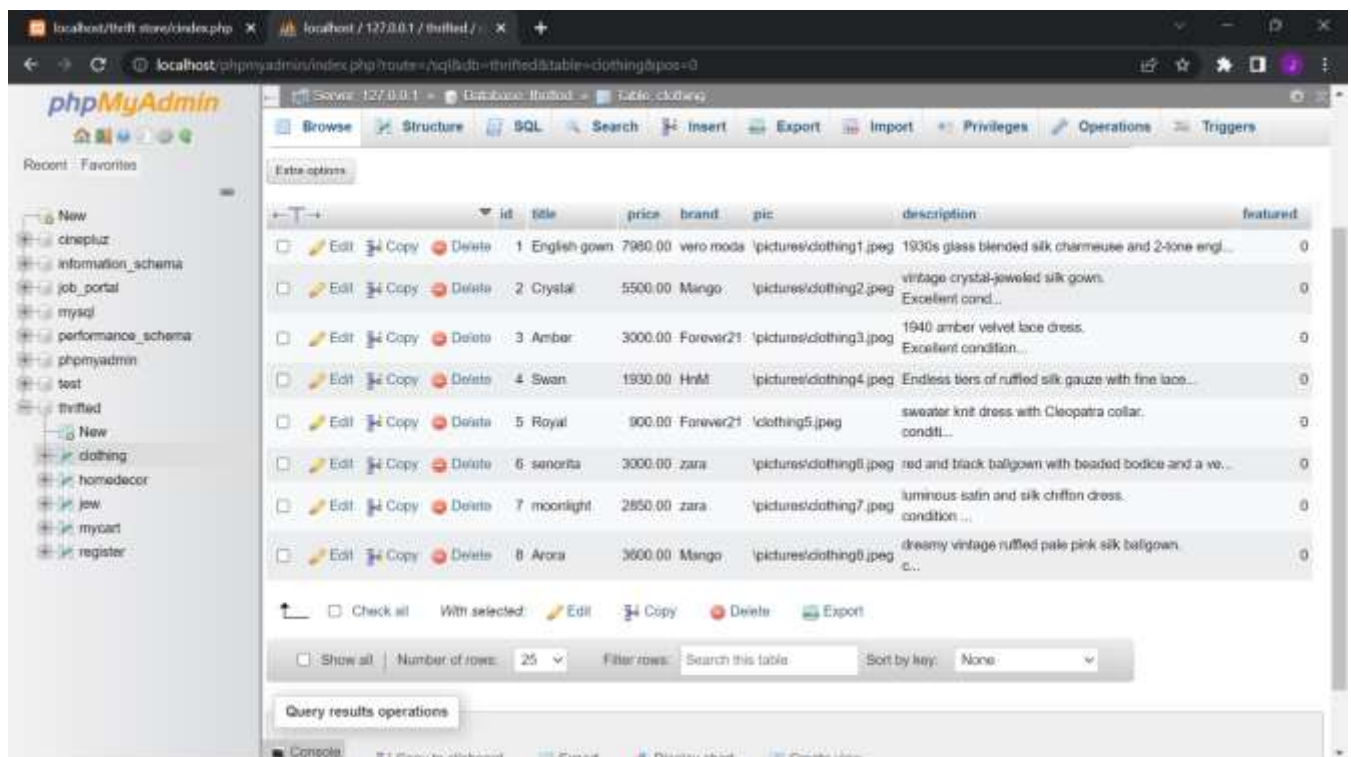 localhost/thrift store/cindex.php
localhost / 127.0.0.1 / thrifted /
localhost/phpmyadmin/index.php?route=/sql&db=thrifted&table=clothing&pos=0
phpMyAdmin
Server: 127.0.0.1 » Database: thrifted » Table: clothing
Browse Structure SQL Search Insert Export Import Privileges Operations Triggers
Recent Favorites
Extra options
New
cinepluz
information_schema
job_portal
mysql
performance_schema
phpmyadmin
test
thrifted
New
clothing
homedecor
jew
mycart
register
←T→ id title price brand pic description featured
Edit Copy Delete 1 English gown 7980.00 vero moda \pictures\clothing1.jpeg 1930s glass blended silk charmeuse and 2-tone engl... 0
Edit Copy Delete 2 Crystal 5500.00 Mango \pictures\clothing2.jpeg vintage crystal-jeweled silk gown. 0
Excellent cond...
Edit Copy Delete 3 Amber 3000.00 Forever21 \pictures\clothing3.jpeg 1940 amber velvet lace dress. 0
Excellent condition...
Edit Copy Delete 4 Swan 1930.00 HnM \pictures\clothing4.jpeg Endless tiers of ruffled silk gauze with fine lace... 0
Edit Copy Delete 5 Royal 900.00 Forever21 \clothing5.jpeg sweater knit dress with Cleopatra collar. 0
conditi...
Edit Copy Delete 6 senorita 3000.00 zara \pictures\clothing6.jpeg red and black ballgown with beaded bodice and a ve... 0
Edit Copy Delete 7 moonlight 2850.00 zara \pictures\clothing7.jpeg luminous satin and silk chiffon dress. 0
condition ...
Edit Copy Delete 8 Arora 3600.00 Mango \pictures\clothing8.jpeg dreamy vintage ruffled pale pink silk ballgown. 0
c...
Check all With selected: Edit Copy Delete Export
Show all | Number of rows: 25 Filter rows: Search this table Sort by key: None
Query results operations
Console Copy to clipboard Export Display chart Create view